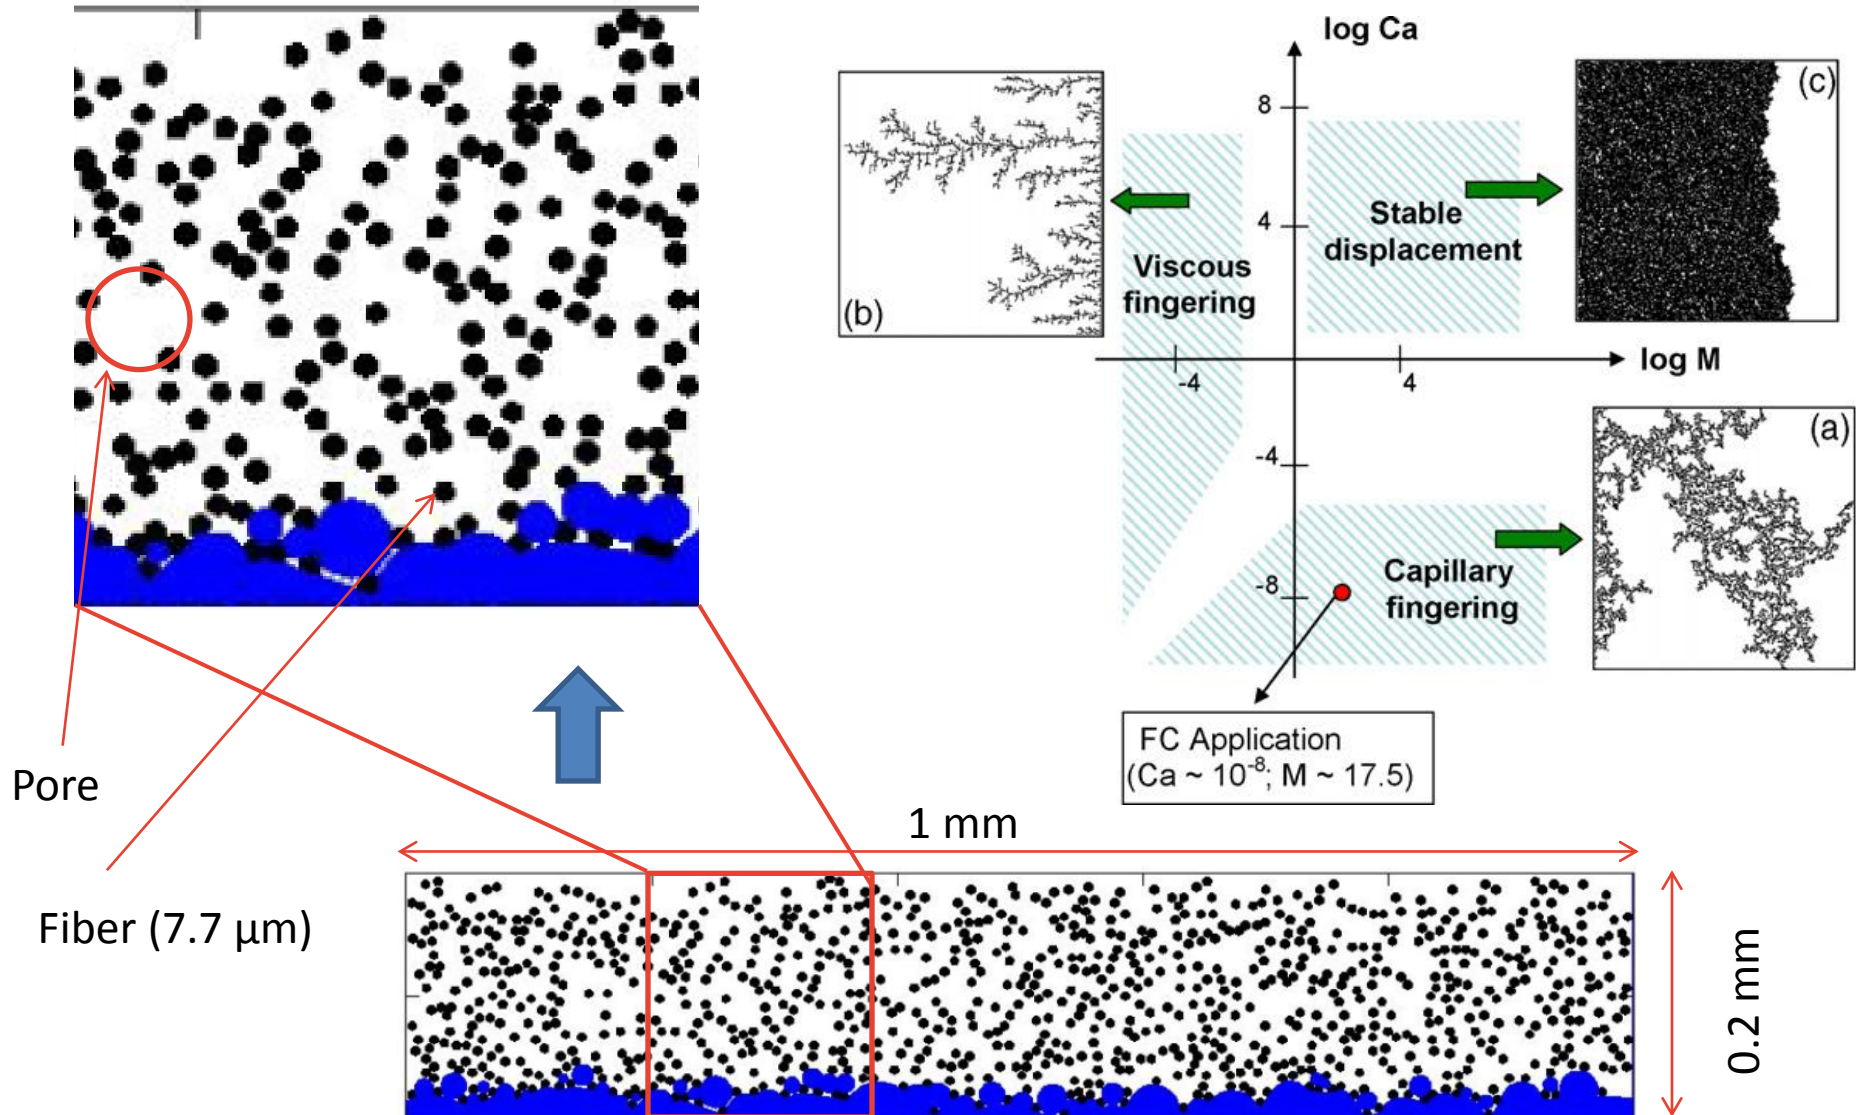 log Ca
(c)
8
Stable
displacement
4
Viscous
fingering
(b)
log M
-4
4
(a)
-4
Capillary
fingering
-8
FC Application
(Ca ~ 10⁻⁸; M ~ 17.5)
Pore
1 mm
Fiber (7.7 µm)
0.2 mm